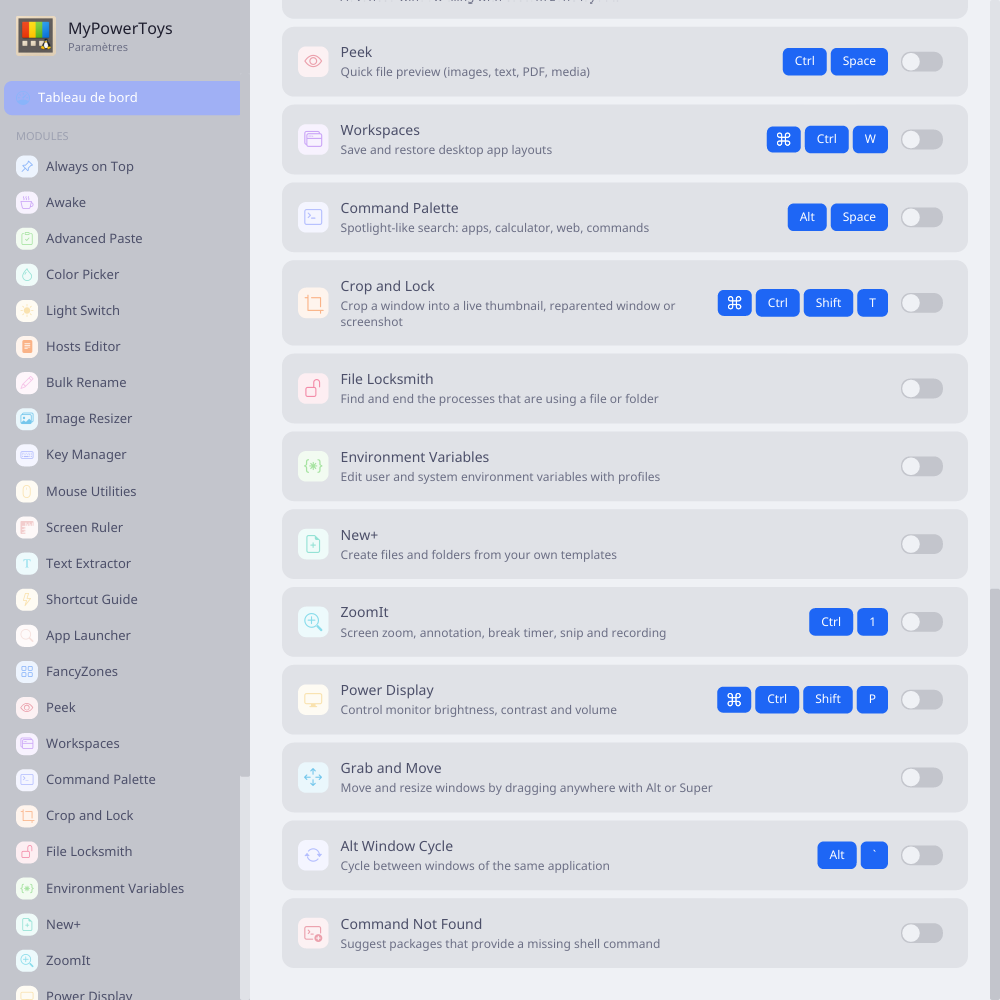 MyPowerToys
Paramètres
Tableau de bord
MODULES
Always on Top
Awake
Advanced Paste
Color Picker
Light Switch
Hosts Editor
Bulk Rename
Image Resizer
Key Manager
Mouse Utilities
Screen Ruler
Text Extractor
Shortcut Guide
App Launcher
FancyZones
Peek
Workspaces
Command Palette
Crop and Lock
File Locksmith
Environment Variables
New+
ZoomIt
Power Display
Peek
Quick file preview (images, text, PDF, media)
Ctrl Space
Workspaces
Save and restore desktop app layouts
⌘ Ctrl W
Command Palette
Spotlight-like search: apps, calculator, web, commands
Alt Space
Crop and Lock
Crop a window into a live thumbnail, reparented window or
screenshot
⌘ Ctrl Shift T
File Locksmith
Find and end the processes that are using a file or folder
Environment Variables
Edit user and system environment variables with profiles
New+
Create files and folders from your own templates
ZoomIt
Screen zoom, annotation, break timer, snip and recording
Ctrl 1
Power Display
Control monitor brightness, contrast and volume
⌘ Ctrl Shift P
Grab and Move
Move and resize windows by dragging anywhere with Alt or Super
Alt Window Cycle
Cycle between windows of the same application
Alt `
Command Not Found
Suggest packages that provide a missing shell command